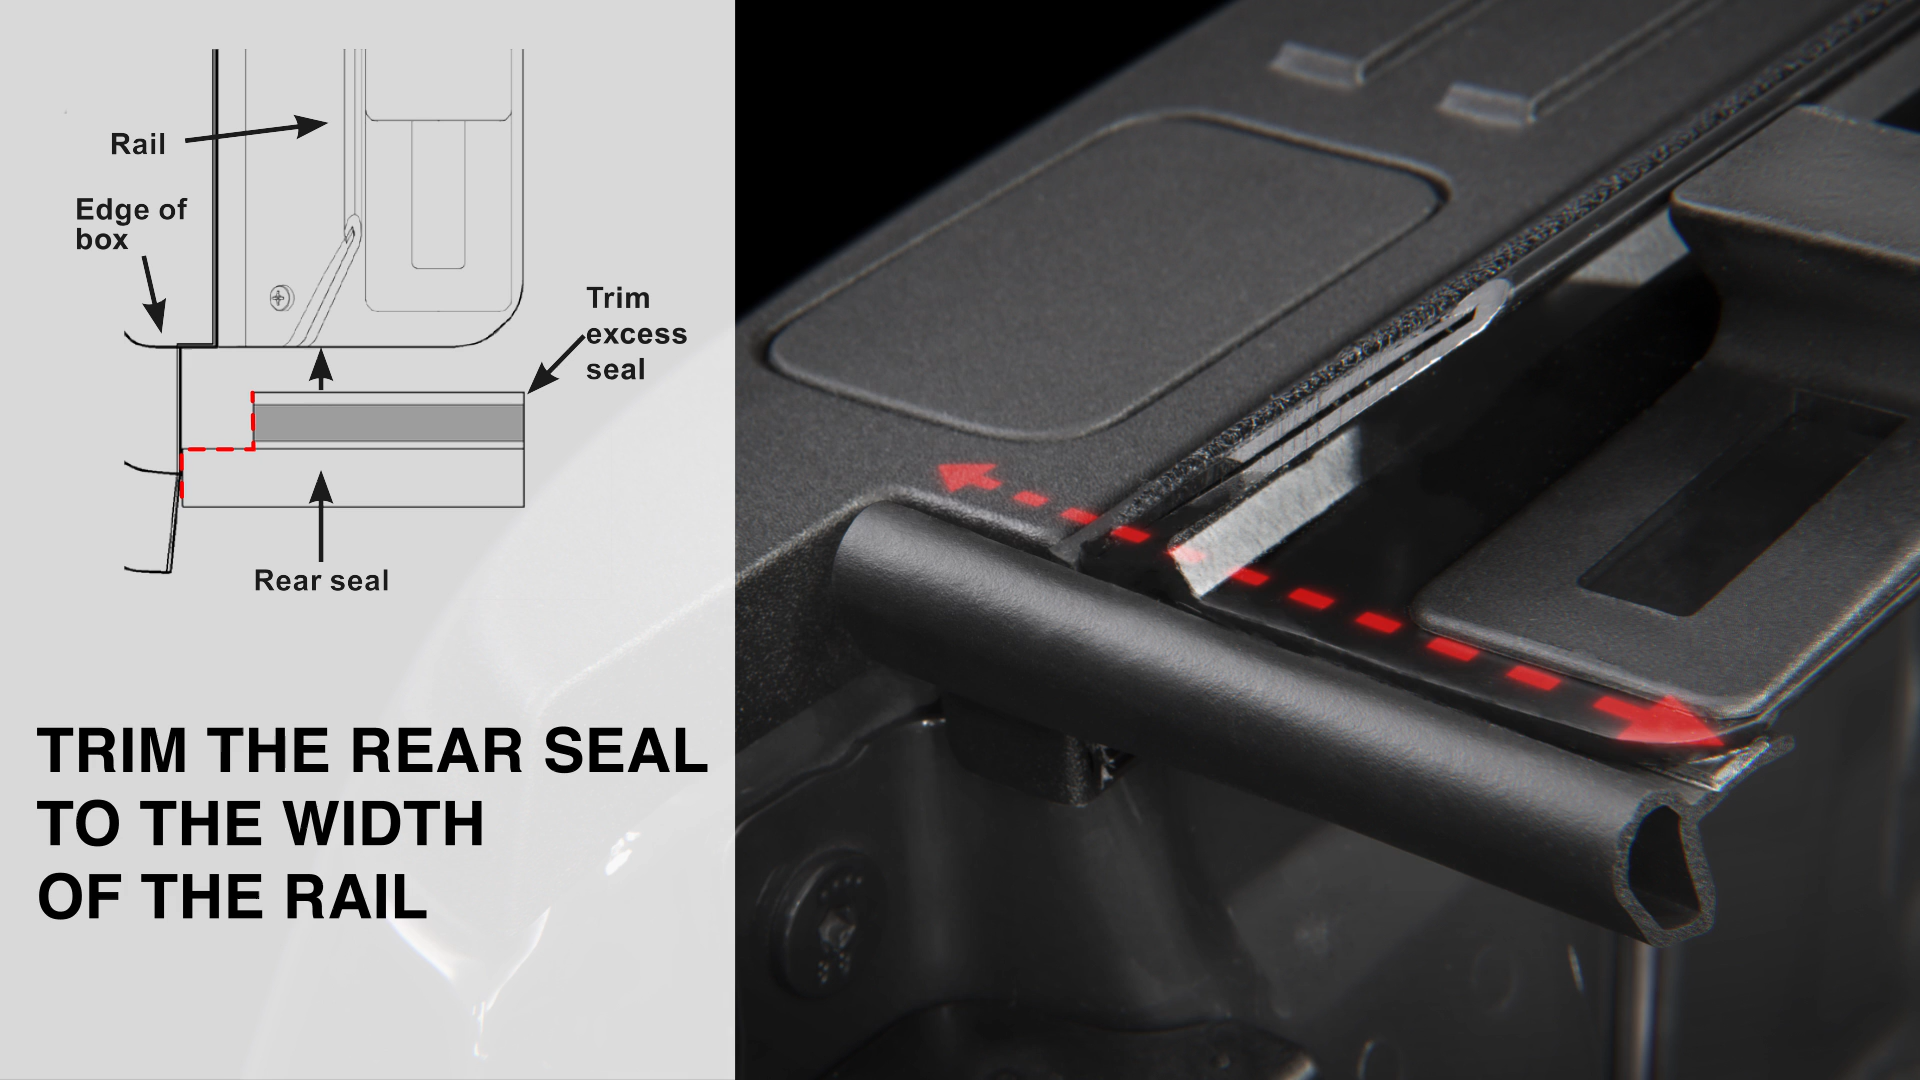 Rail
Edge of
box
Trim
excess
seal
Rear seal
TRIM THE REAR SEAL
TO THE WIDTH
OF THE RAIL